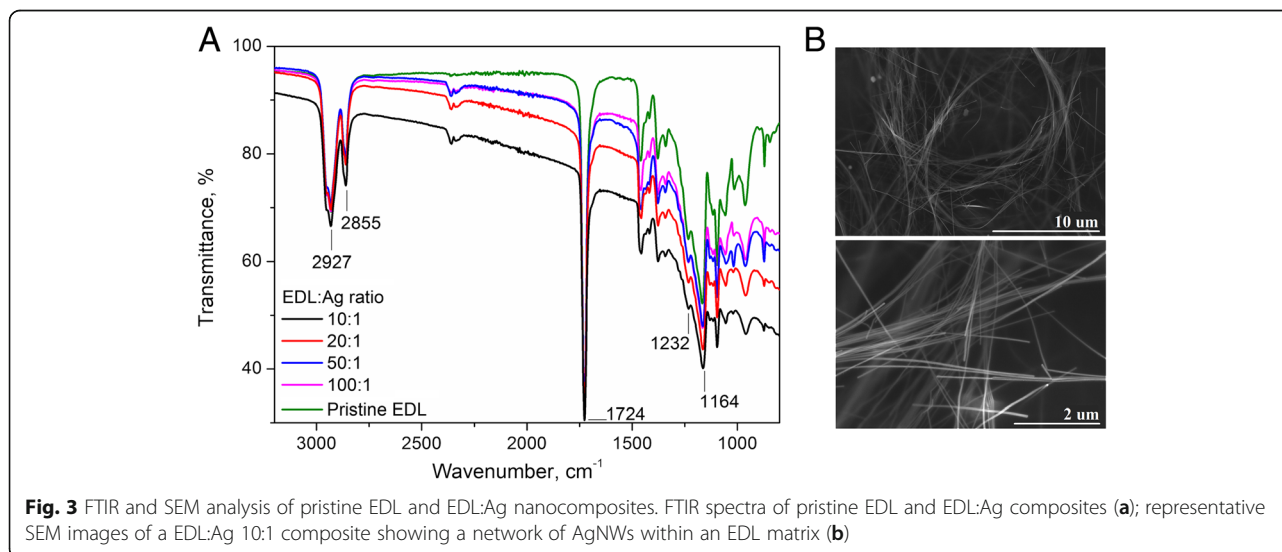 A
B
100
80
60
40
Transmittance, %
2855
2927
EDL:Ag ratio
10:1
20:1
50:1
100:1
Pristine EDL
1232
1164
1724
3000 2500 2000 1500 1000
Wavenumber, cm⁻¹
10 um
2 um
Fig. 3 FTIR and SEM analysis of pristine EDL and EDL:Ag nanocomposites. FTIR spectra of pristine EDL and EDL:Ag composites (a); representative
SEM images of a EDL:Ag 10:1 composite showing a network of AgNWs within an EDL matrix (b)